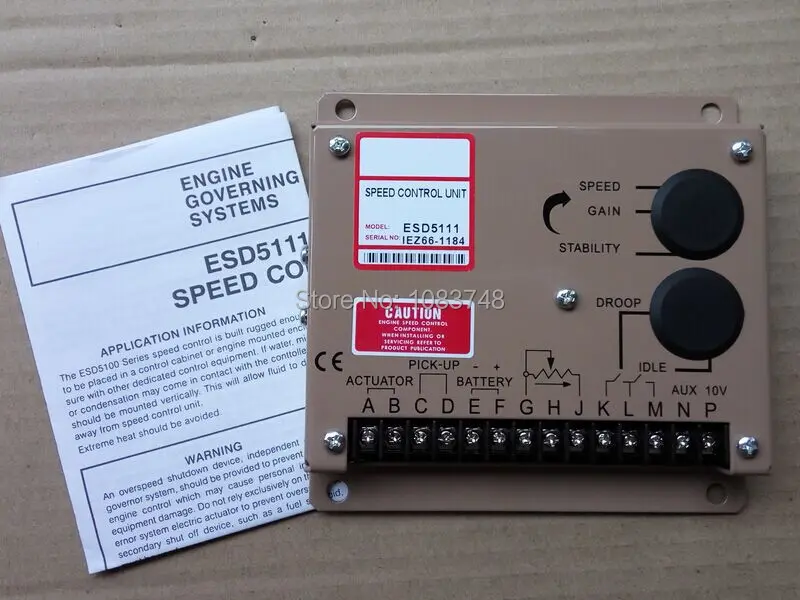 ENGINE
GOVERNING
SYSTEMS
ESD5111
SPEED CO
APPLICATION INFORMATION
The ESD5100 Series speed control is built rugged enou
to be placed in a control cabinet or engine mounted encl
sure with other dedicated control equipment. If water, mi
or condensation may come in contact with the controlle
should be mounted vertically. This will allow fluid to d
away from speed control unit.
Extreme heat should be avoided.
WARNING
An overspeed shutdown device, independent
governor system, should be provided to prevent
engine control which may cause personal in
equipment damage. Do not rely exclusively on t
ernor system electric actuator to prevent overs
secondary shut off device, such as a fuel s
oid.
SPEED CONTROL UNIT
MODEL: ESD5111
SERIAL NO: IEZ66-1184
CAUTION
ENGINE SPEED CONTROL
COMPONENT.
WHEN INSTALLING OR
SERVICING REFER TO
PRODUCT PUBLICATION
SPEED
GAIN
STABILITY
DROOP
IDLE
CE
PICK-UP - +
ACTUATOR BATTERY AUX 10V
A B C D E F G H J K L M N P
Store No: 1083748